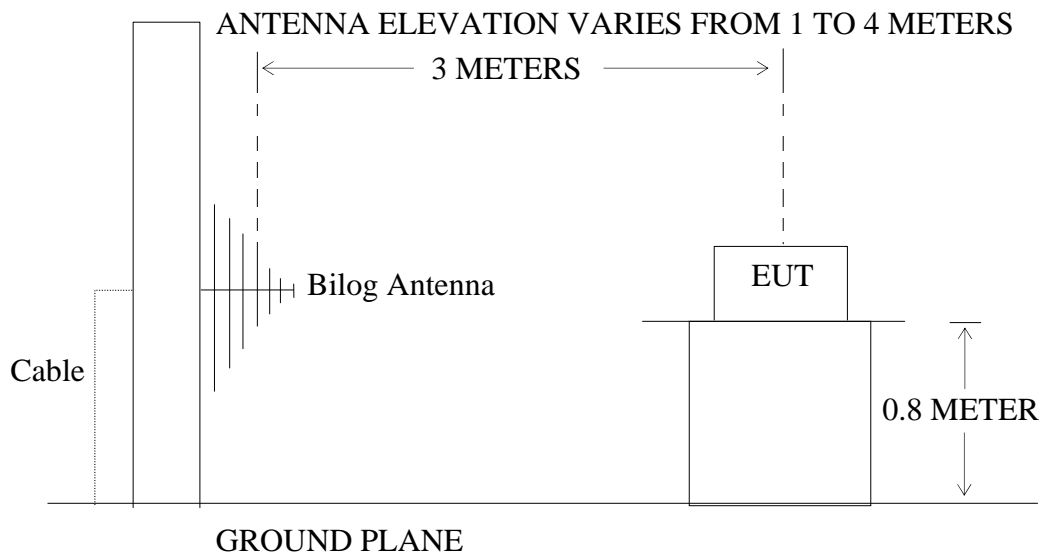 ANTENNA ELEVATION VARIES FROM 1 TO 4 METERS
3 METERS
Bilog Antenna
EUT
Cable
0.8 METER
GROUND PLANE